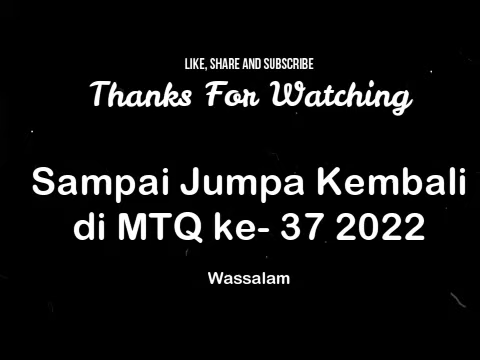 LIKE, SHARE AND SUBSCRIBE
Thanks For Watching
Sampai Jumpa Kembali
di MTQ ke- 37 2022
Wassalam